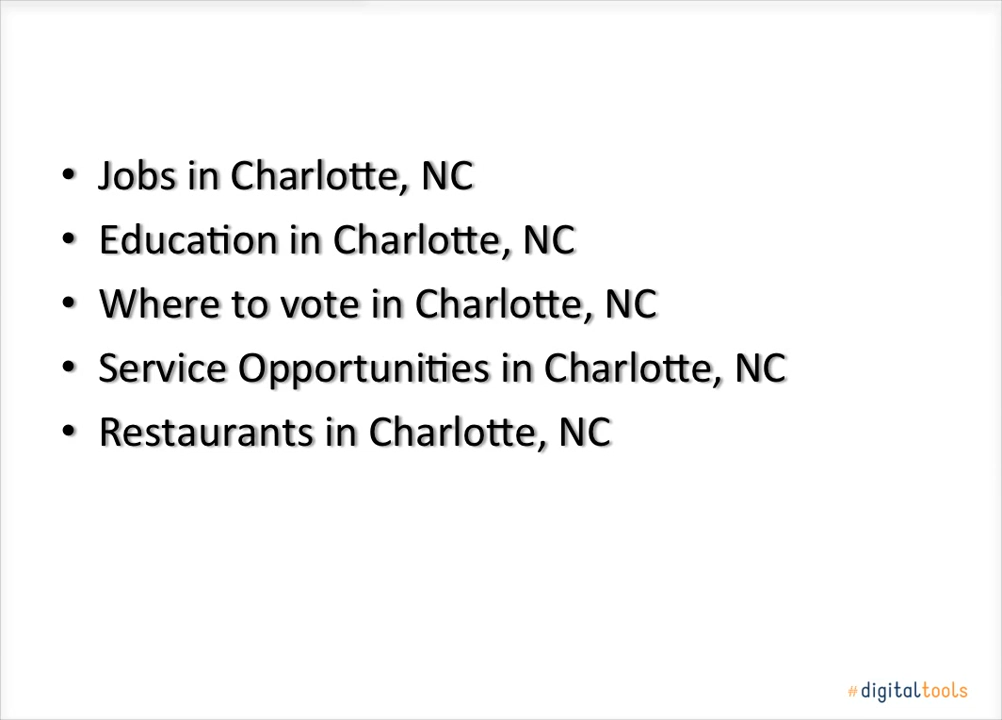 • Jobs in Charlotte, NC
• Education in Charlotte, NC
• Where to vote in Charlotte, NC
• Service Opportunities in Charlotte, NC
• Restaurants in Charlotte, NC
#digitaltools